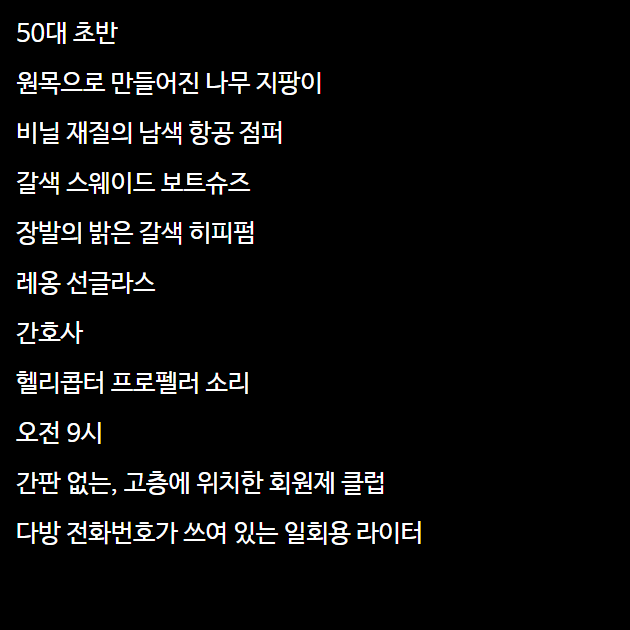 50대 초반
원목으로 만들어진 나무 지팡이
비닐 재질의 남색 항공 점퍼
갈색 스웨이드 보트슈즈
장발의 밝은 갈색 히피펌
레옹 선글라스
간호사
헬리콥터 프로펠러 소리
오전 9시
간판 없는, 고층에 위치한 회원제 클럽
다방 전화번호가 쓰여 있는 일회용 라이터